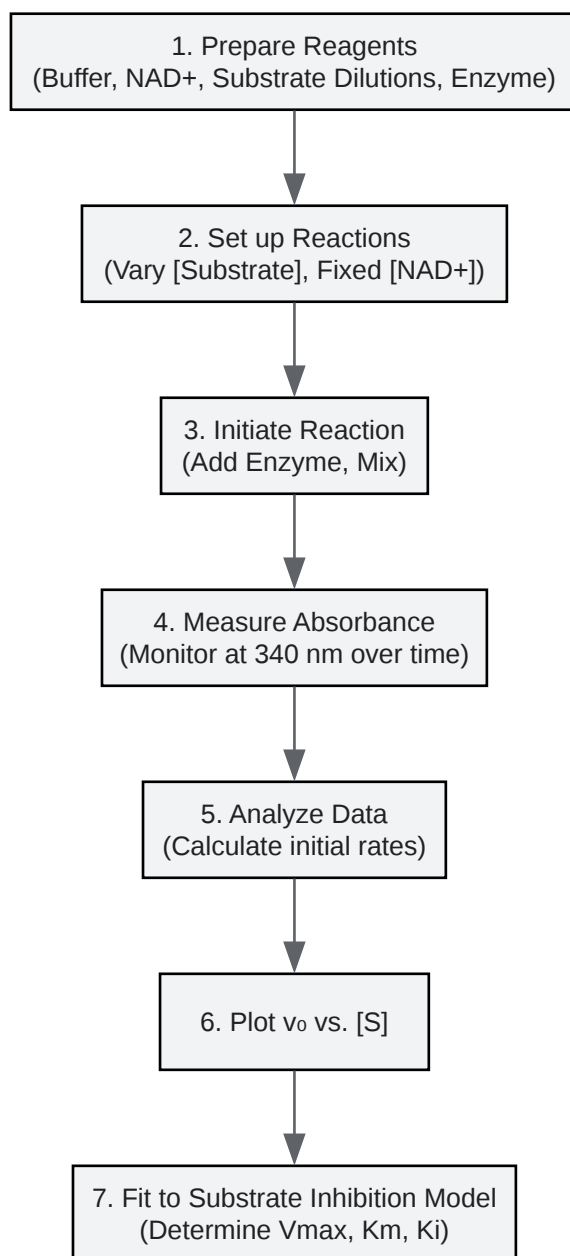 1. Prepare Reagents
(Buffer, NAD+, Substrate Dilutions, Enzyme)
2. Set up Reactions
(Vary [Substrate], Fixed [NAD+])
3. Initiate Reaction
(Add Enzyme, Mix)
4. Measure Absorbance
(Monitor at 340 nm over time)
5. Analyze Data
(Calculate initial rates)
6. Plot v₀ vs. [S]
7. Fit to Substrate Inhibition Model
(Determine Vmax, Km, Ki)